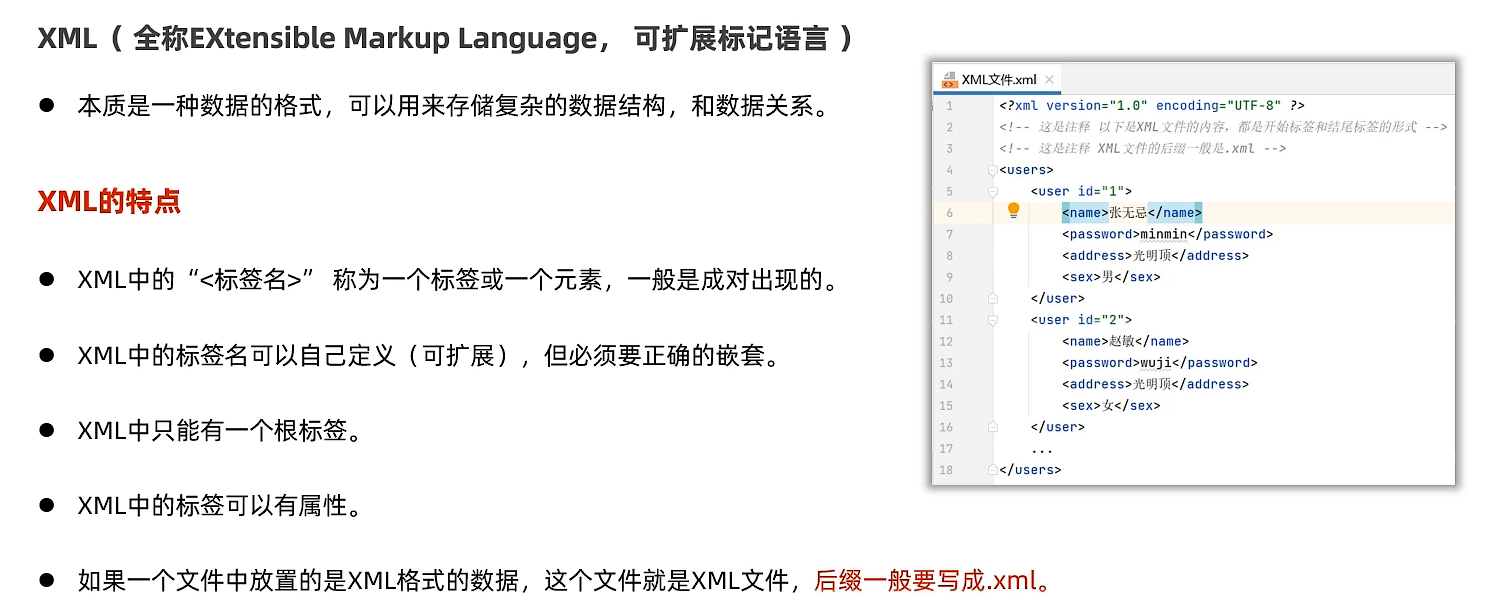 XML（ 全称EXtensible Markup Language， 可扩展标记语言 ）
● 本质是一种数据的格式，可以用来存储复杂的数据结构，和数据关系。
XML的特点
● XML中的“<标签名>” 称为一个标签或一个元素，一般是成对出现的。
● XML中的标签名可以自己定义（可扩展），但必须要正确的嵌套。
● XML中只能有一个根标签。
● XML中的标签可以有属性。
● 如果一个文件中放置的是XML格式的数据，这个文件就是XML文件，后缀一般要写成.xml。
XML文件.xml
1 <?xml version="1.0" encoding="UTF-8" ?>
2 <!-- 这是注释 以下是XML文件的内容，都是开始标签和结尾标签的形式 -->
3 <!-- 这是注释 XML文件的后缀一般是.xml -->
4 <users>
5 <user id="1">
6 <name>张无忌</name>
7 <password>minmin</password>
8 <address>光明顶</address>
9 <sex>男</sex>
10 </user>
11 <user id="2">
12 <name>赵敏</name>
13 <password>wuji</password>
14 <address>光明顶</address>
15 <sex>女</sex>
16 </user>
17 ...
18 </users>